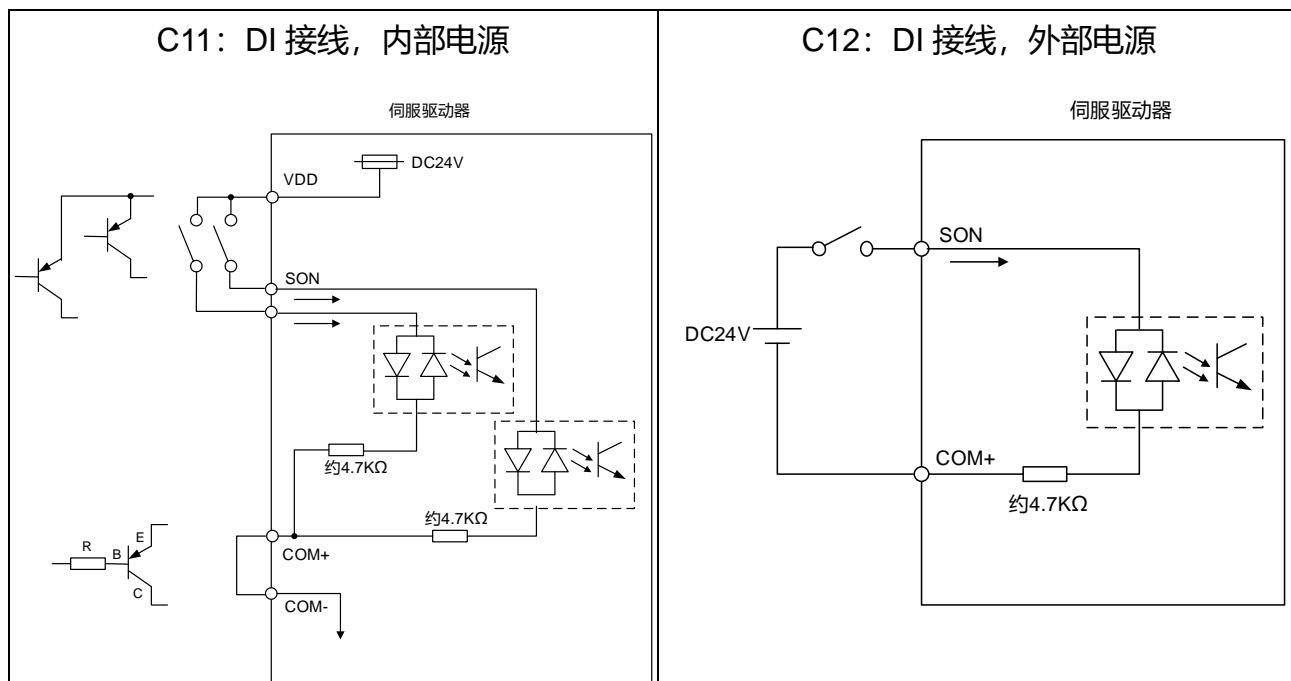 C11：DI 接线，内部电源
伺服驱动器
DC24V
VDD
SON
约4.7KΩ
约4.7KΩ
R
B
E
C
COM+
COM-
C12：DI 接线，外部电源
伺服驱动器
SON
DC24V
COM+
约4.7KΩ